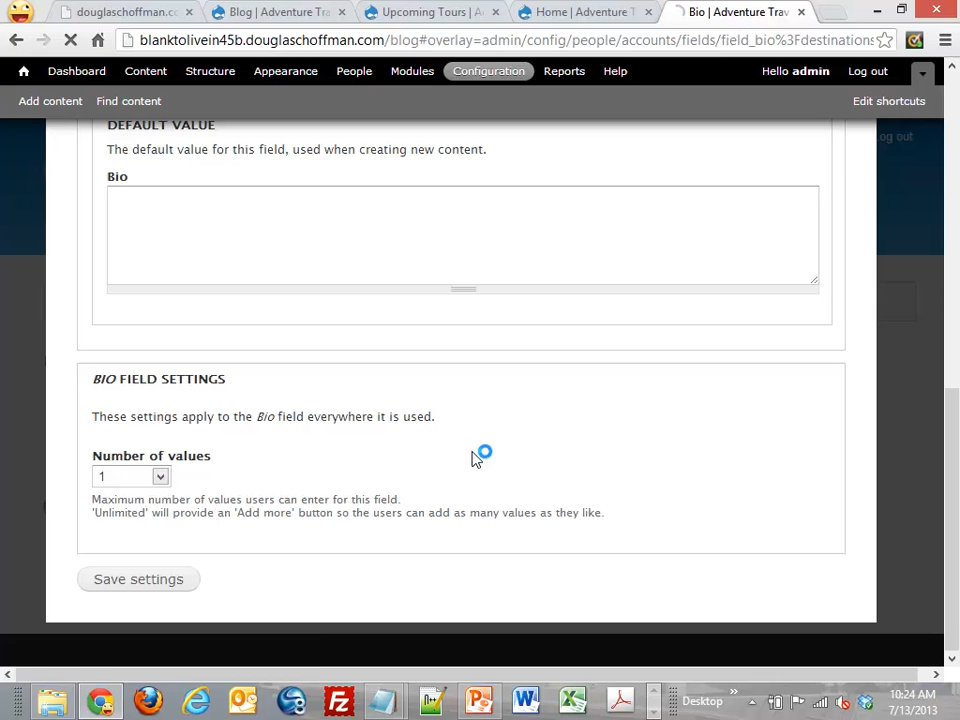 douglaschoffman.cc
Blog | Adventure Tra
Upcoming Tours | A
Home | Adventure T
Bio | Adventure Trav
blanktolivein45b.douglaschoffman.com/blog#overlay=admin/config/people/accounts/fields/field_bio%3Fdestination
Dashboard Content Structure Appearance People Modules Configuration Reports Help
Hello admin Log out
Add content Find content
Edit shortcuts
Log out
DEFAULT VALUE
The default value for this field, used when creating new content.
Bio
BIO FIELD SETTINGS
These settings apply to the Bio field everywhere it is used.
Number of values
1
Maximum number of values users can enter for this field.
'Unlimited' will provide an 'Add more' button so the users can add as many values as they like.
Save settings
Desktop
10:24 AM
7/13/2013